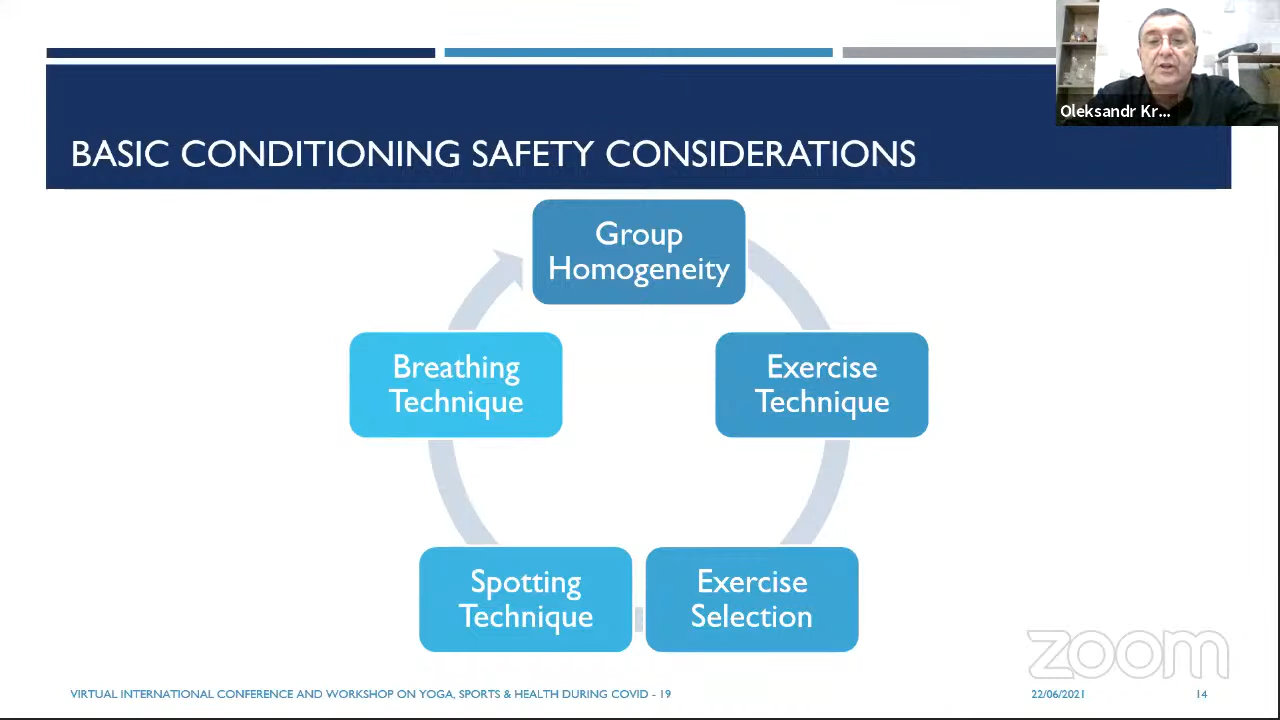 Oleksandr Kr...
BASIC CONDITIONING SAFETY CONSIDERATIONS
Group
Homogeneity
Exercise
Technique
Exercise
Selection
Spotting
Technique
Breathing
Technique
zoom
VIRTUAL INTERNATIONAL CONFERENCE AND WORKSHOP ON YOGA, SPORTS & HEALTH DURING COVID - 19
22/06/2021
14